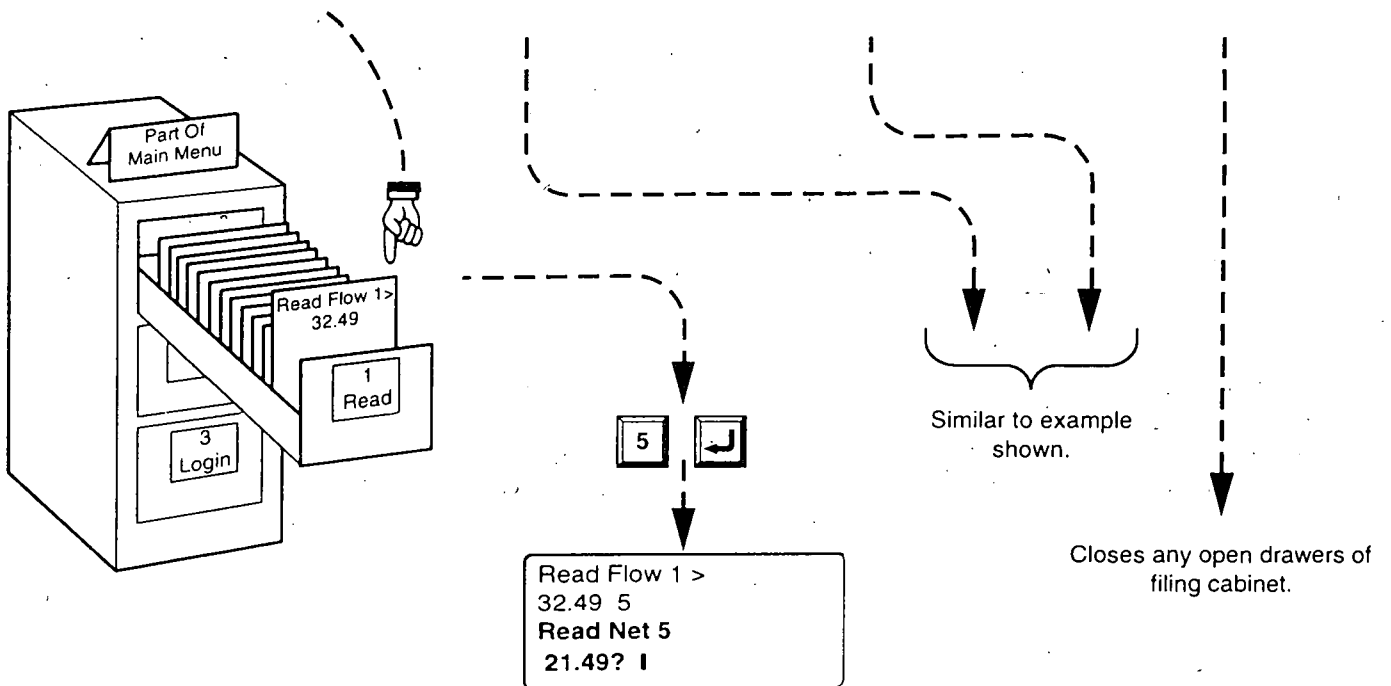 Part Of
Main Menu
Read Flow 1>
32.49
1
Read
3
Login
5
Similar to example
shown.
Closes any open drawers of
filing cabinet.
Read Flow 1 >
32.49 5
Read Net 5
21.49? I